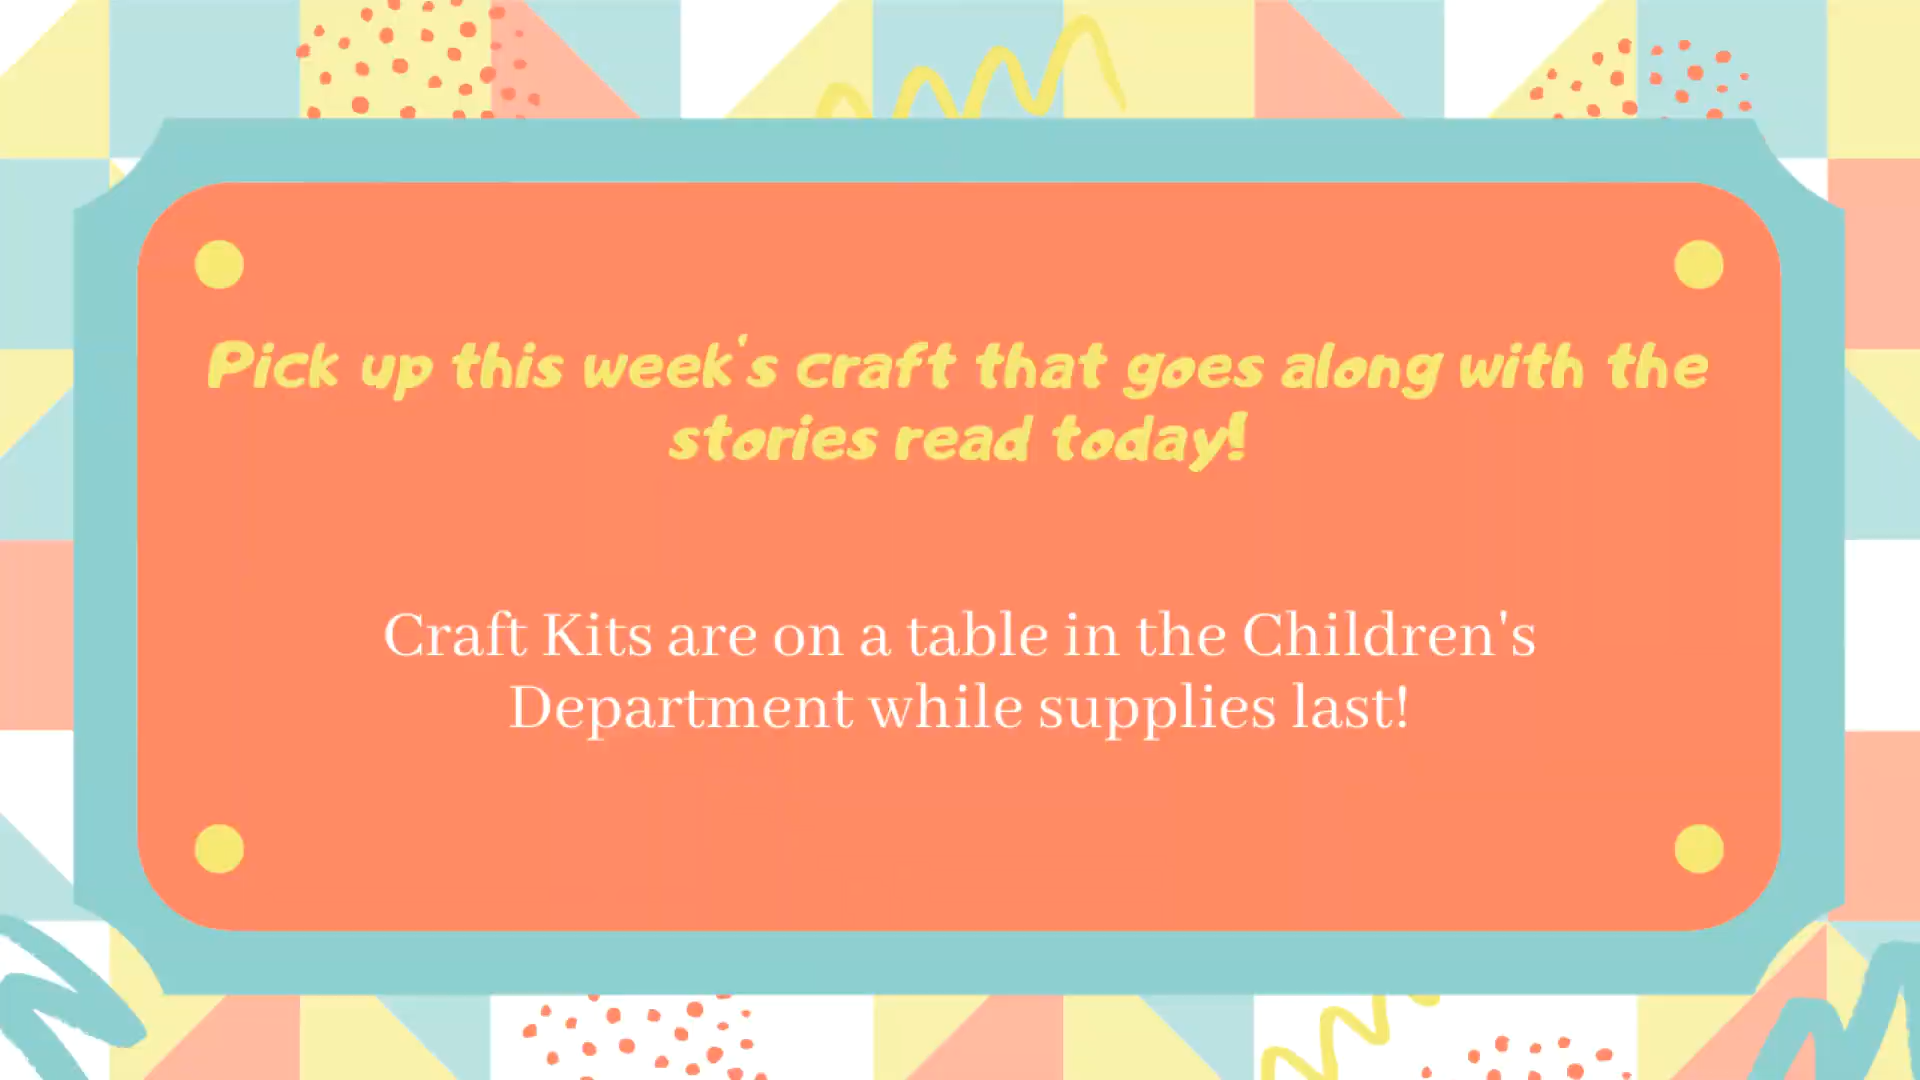 Pick up this week's craft that goes along with the
stories read today!
Craft Kits are on a table in the Children's
Department while supplies last!